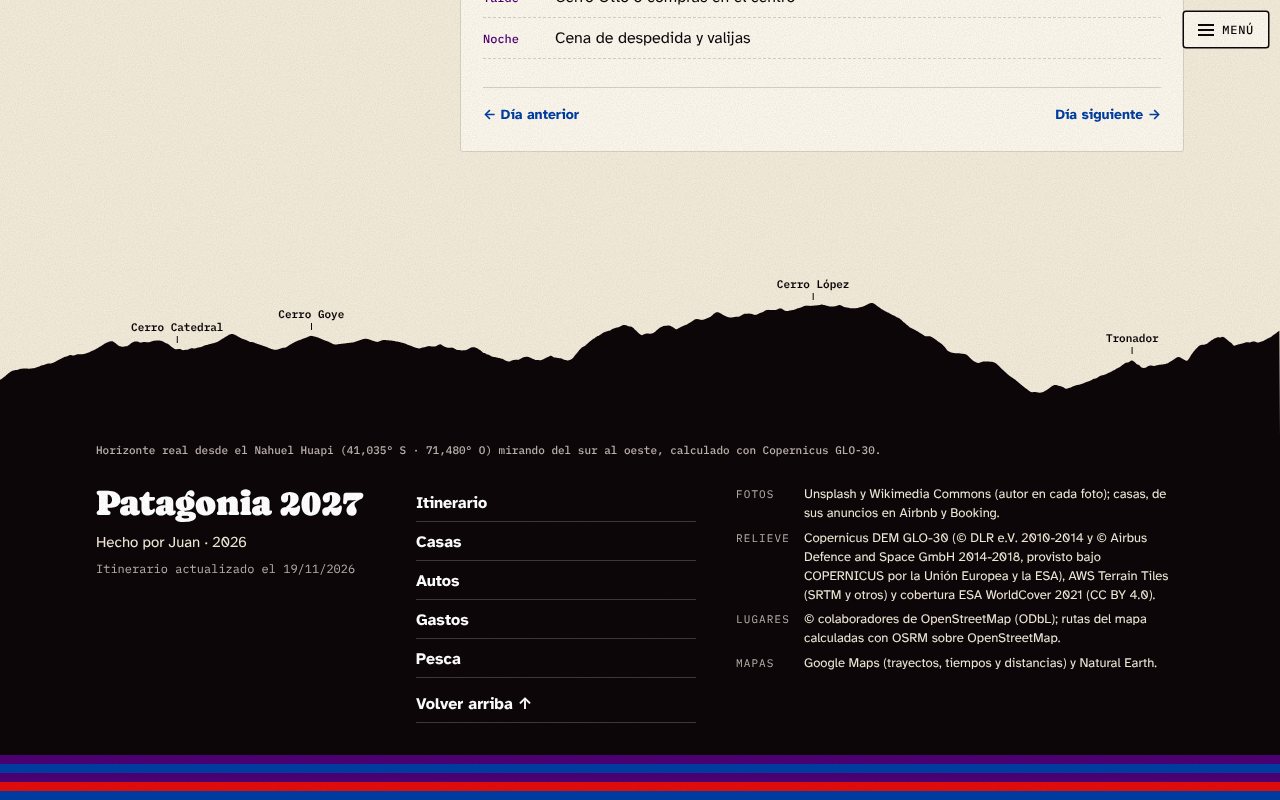 MENÚ
Noche Cena de despedida y valijas
← Día anterior
Día siguiente →
Cerro López
Cerro Goye
Cerro Catedral
Tronador
Horizonte real desde el Nahuel Huapi (41,035° S · 71,480° O) mirando del sur al oeste, calculado con Copernicus GLO-30.
Patagonia 2027
Hecho por Juan · 2026
Itinerario actualizado el 19/11/2026
Itinerario
Casas
Autos
Gastos
Pesca
Volver arriba ↑
FOTOS Unsplash y Wikimedia Commons (autor en cada foto); casas, de
sus anuncios en Airbnb y Booking.
RELIEVE Copernicus DEM GLO-30 (© DLR e.V. 2010-2014 y © Airbus
Defence and Space GmbH 2014-2018, provisto bajo
COPERNICUS por la Unión Europea y la ESA), AWS Terrain Tiles
(SRTM y otros) y cobertura ESA WorldCover 2021 (CC BY 4.0).
LUGARES © colaboradores de OpenStreetMap (ODbL); rutas del mapa
calculadas con OSRM sobre OpenStreetMap.
MAPAS Google Maps (trayectos, tiempos y distancias) y Natural Earth.